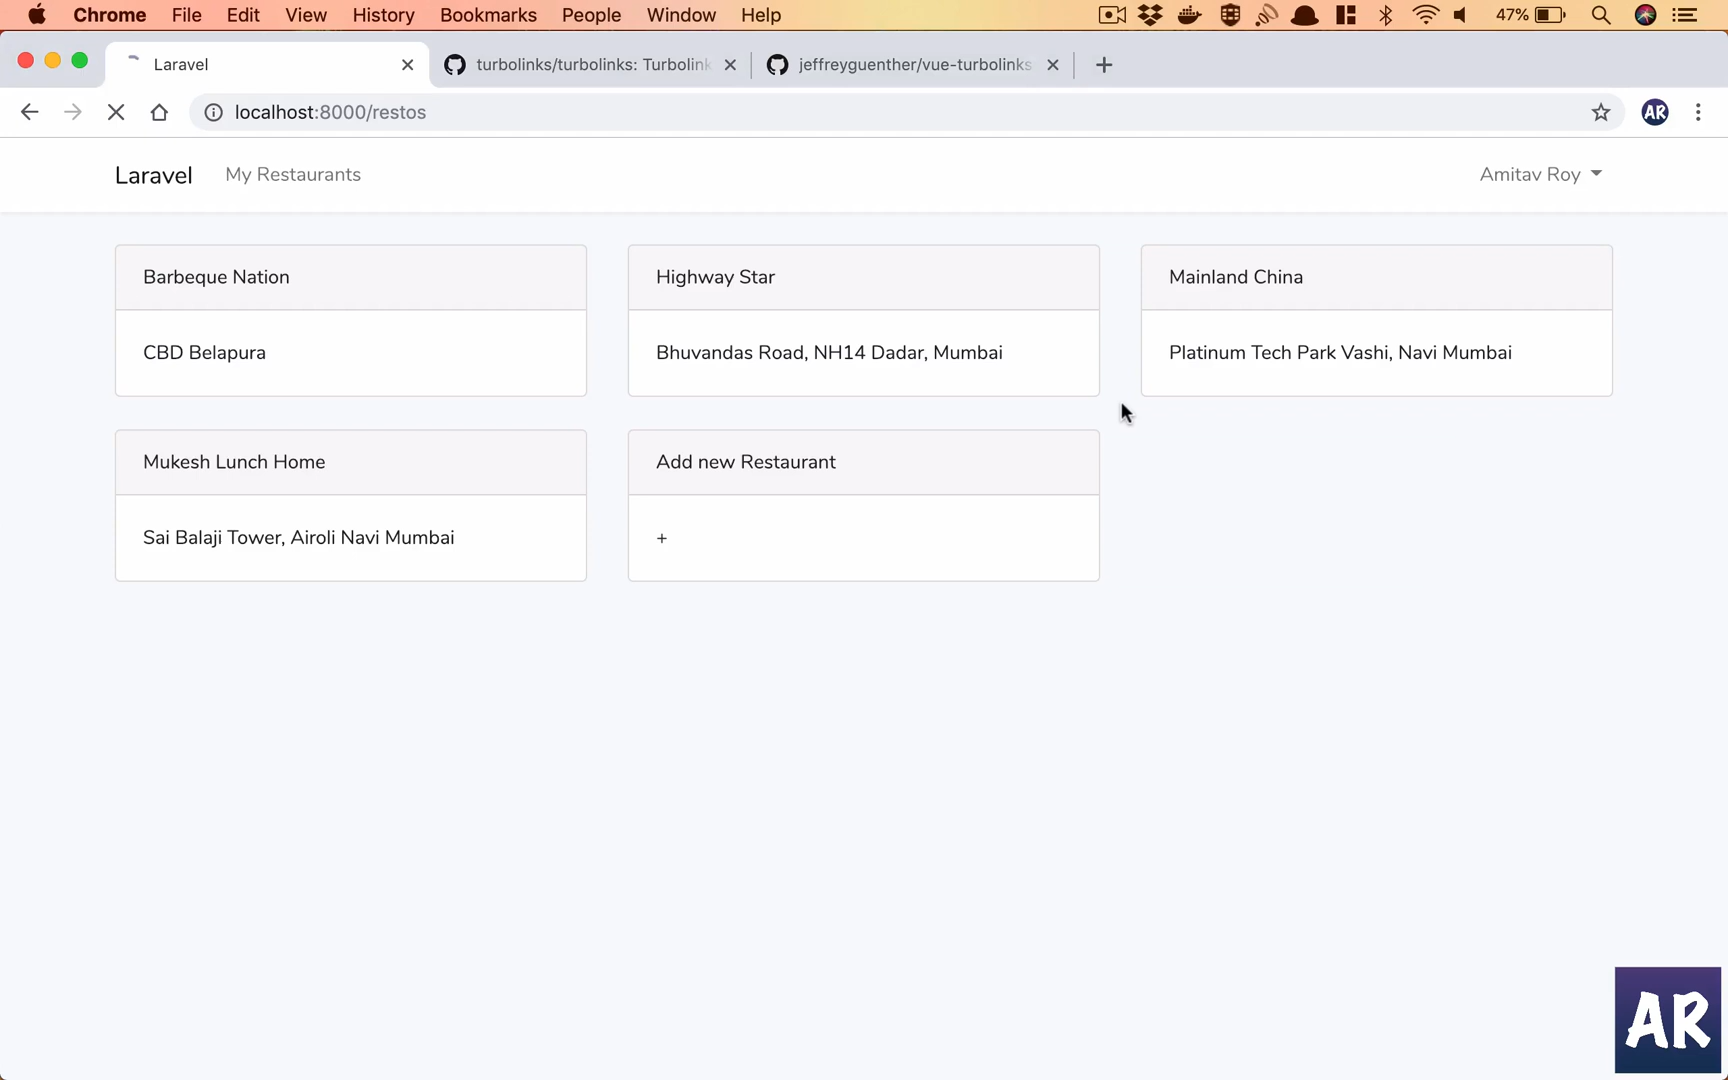 Chrome File Edit View History Bookmarks People Window Help 47%
Laravel turbolinks/turbolinks: Turbolink jeffreyguenther/vue-turbolinks
localhost:8000/restos AR
Laravel My Restaurants Amitav Roy
Barbeque Nation Highway Star Mainland China
CBD Belapura Bhuvandas Road, NH14 Dadar, Mumbai Platinum Tech Park Vashi, Navi Mumbai
Mukesh Lunch Home Add new Restaurant
Sai Balaji Tower, Airoli Navi Mumbai +
AR